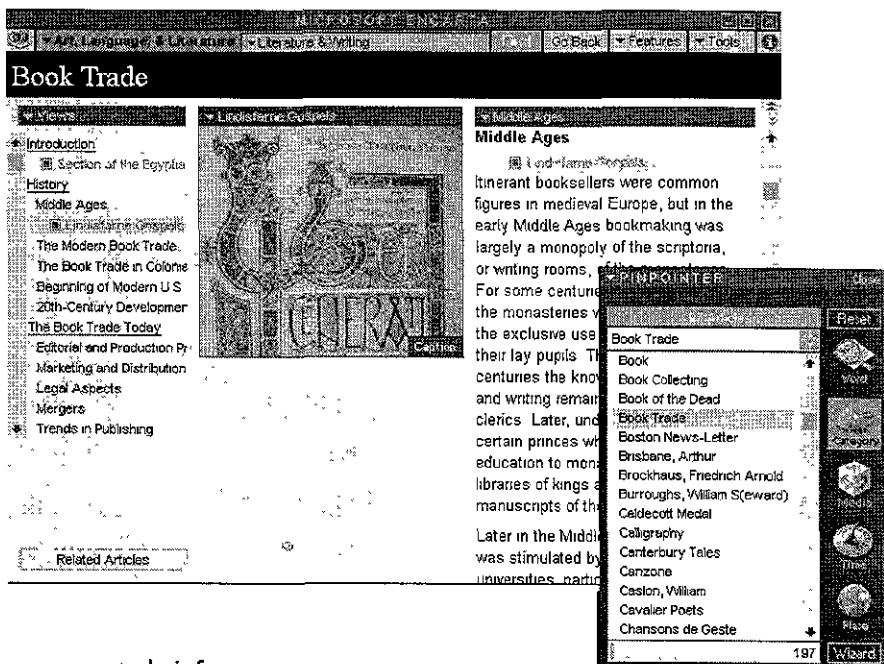 MICROSOFT ENCARTA
Art, Language & Literature Literature & Writing Find Go Back Features Tools
Book Trade
Views
Introduction
Section of the Egyptia
History
Middle Ages
Lindisfarne Gospels
The Modern Book Trade
The Book Trade in Colonie
Beginning of Modern U S
20th-Century Developmen
The Book Trade Today
Editorial and Production Pr
Marketing and Distribution
Legal Aspects
Mergers
Trends in Publishing
Related Articles
Lindisfarne Gospels
Caption
Middle Ages
Middle Ages
Lindisfarne Gospels
Itinerant booksellers were common
figures in medieval Europe, but in the
early Middle Ages bookmaking was
largely a monopoly of the scriptoria,
or writing rooms,
For some centurie
the monasteries
the exclusive use
their lay pupils. Th
centuries the know
and writing remai
clerics. Later, und
certain princes wh
education to mon
libraries of kings a
manuscripts of th
Later in the Middl
was stimulated by
universities, partic
PINPOINTER
close
Reset
Book Trade
Book
Book Collecting
Book of the Dead
Book Trade
Boston News-Letter
Brisbane, Arthur
Brockhaus, Friedrich Arnold
Burroughs, William S(eward)
Caldecott Medal
Calligraphy
Canterbury Tales
Canzone
Caslon, William
Cavalier Poets
Chansons de Geste
197
Word
Category
Time
Place
Wizard